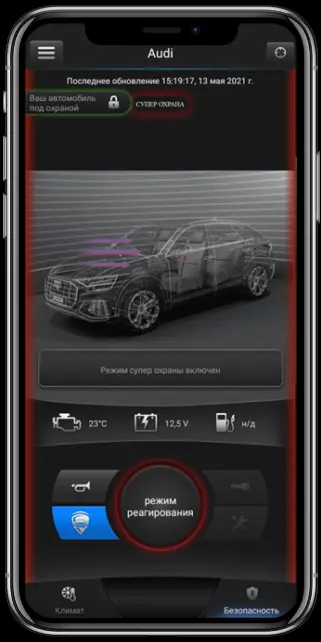 Audi
Последнее обновление 15:19:17, 13 мая 2021 г.
Ваш автомобиль
под охраной
СУПЕР ОХРАНА
Режим супер охраны включен
23°C
12,5 V
н/д
режим
реагирования
Климат
Безопасность